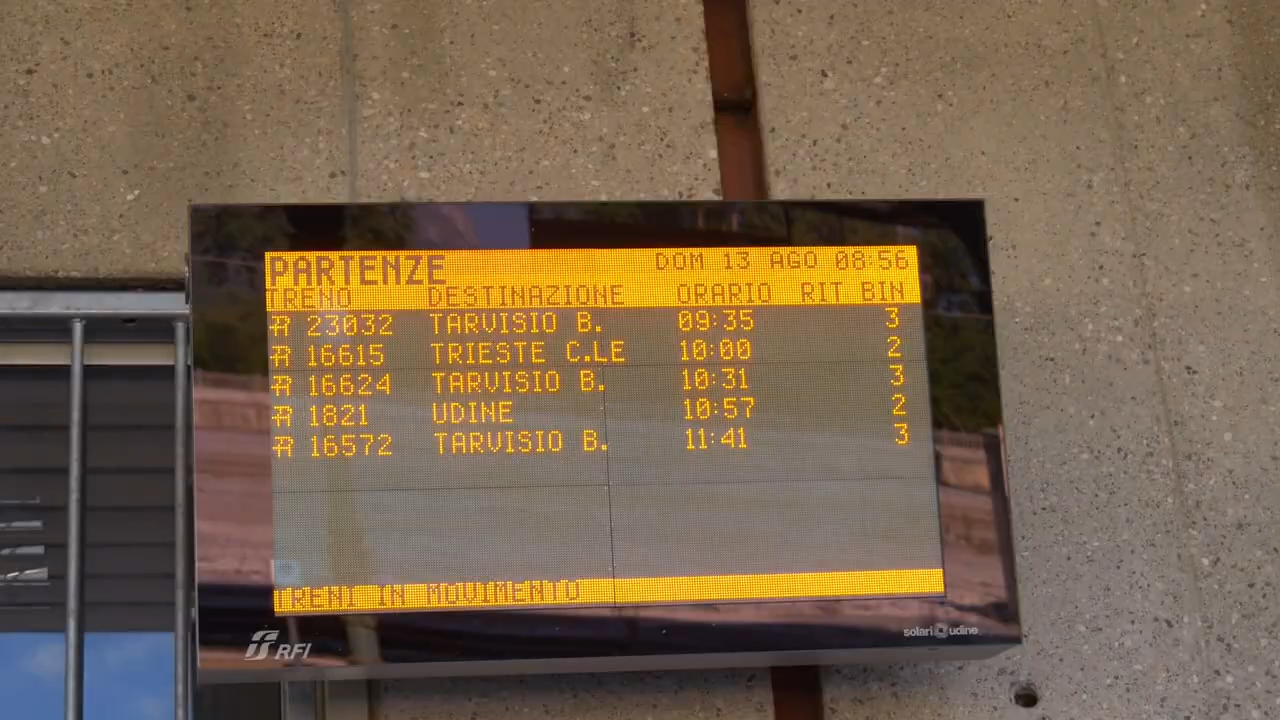 PARTENZE DOM 13 AGO 08:56
TRENO DESTINAZIONE ORARIO RIT BIN
R 23032 TARVISIO B. 09:35 3
R 16615 TRIESTE C.LE 10:00 2
R 16624 TARVISIO B. 10:31 3
R 1821 UDINE 10:57 2
R 16572 TARVISIO B. 11:41 3
TRENI IN MOVIMENTO
RFI solari udine